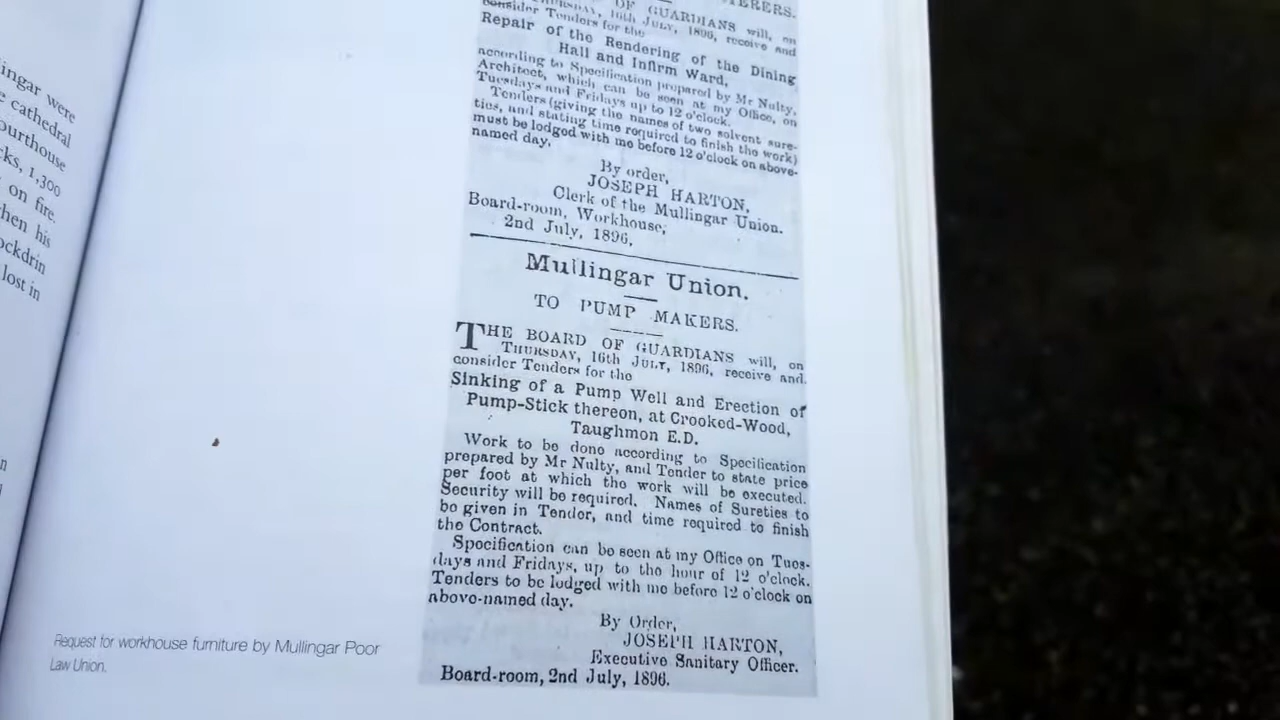 ingar were
cathedral
ourthouse
cks, 1,300
on fire.
then his
ockdrin
lost in
OF GUARDIANS will, on
THURSDAY, 16th JULY, 1896, receive and
consider Tenders for the
Repair of the Rendering of the Dining
Hall and Infirm Ward,
according to Specification prepared by Mr Nulty,
Architect, which can be seen at my Office, on
Tuesdays and Fridays up to 12 o'clock.
Tenders (giving the names of two solvent sure-
ties, and stating time required to finish the work)
must be lodged with me before 12 o'clock on above-
named day,
By order,
JOSEPH HARTON,
Clerk of the Mullingar Union.
Board-room, Workhouse,
2nd July, 1896,
Mullingar Union.
TO PUMP MAKERS.
THE BOARD OF GUARDIANS will, on
THURSDAY, 16th JULY, 1896, receive and
consider Tenders for the
Sinking of a Pump Well and Erection of
Pump-Stick thereon, at Crooked-Wood,
Taughmon E.D.
Work to be done according to Specification
prepared by Mr Nulty, and Tender to state price
per foot at which the work will be executed.
Security will be required. Names of Sureties to
be given in Tender, and time required to finish
the Contract.
Specification can be seen at my Office on Tues-
days and Fridays, up to the hour of 12 o'clock.
Tenders to be lodged with me before 12 o'clock on
above-named day.
By Order,
JOSEPH HARTON,
Executive Sanitary Officer.
Board-room, 2nd July, 1896.
Request for workhouse furniture by Mullingar Poor
Law Union.